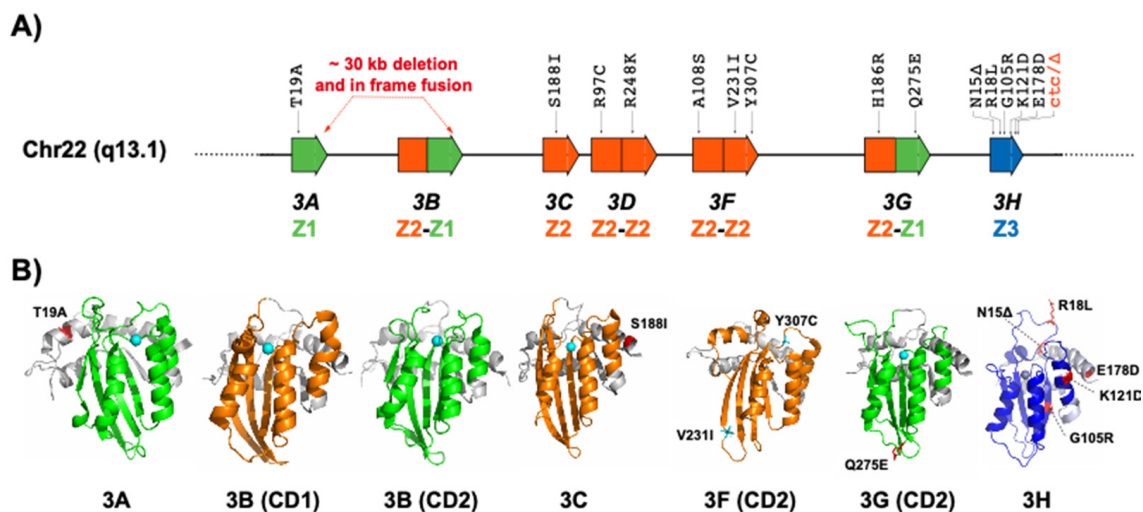 A)
~ 30 kb deletion
and in frame fusion
T19A
S188I
R97C
R248K
A108S
V231I
Y307C
H186R
Q275E
N15Δ
R18L
G105R
K121D
E178D
ctc/Δ
Chr22 (q13.1)
3A 3B 3C 3D 3F 3G 3H
Z1 Z2-Z1 Z2 Z2-Z2 Z2-Z2 Z2-Z1 Z3
B)
T19A
S188I
Y307C
V231I
Q275E
N15Δ
R18L
E178D
K121D
G105R
3A 3B (CD1) 3B (CD2) 3C 3F (CD2) 3G (CD2) 3H